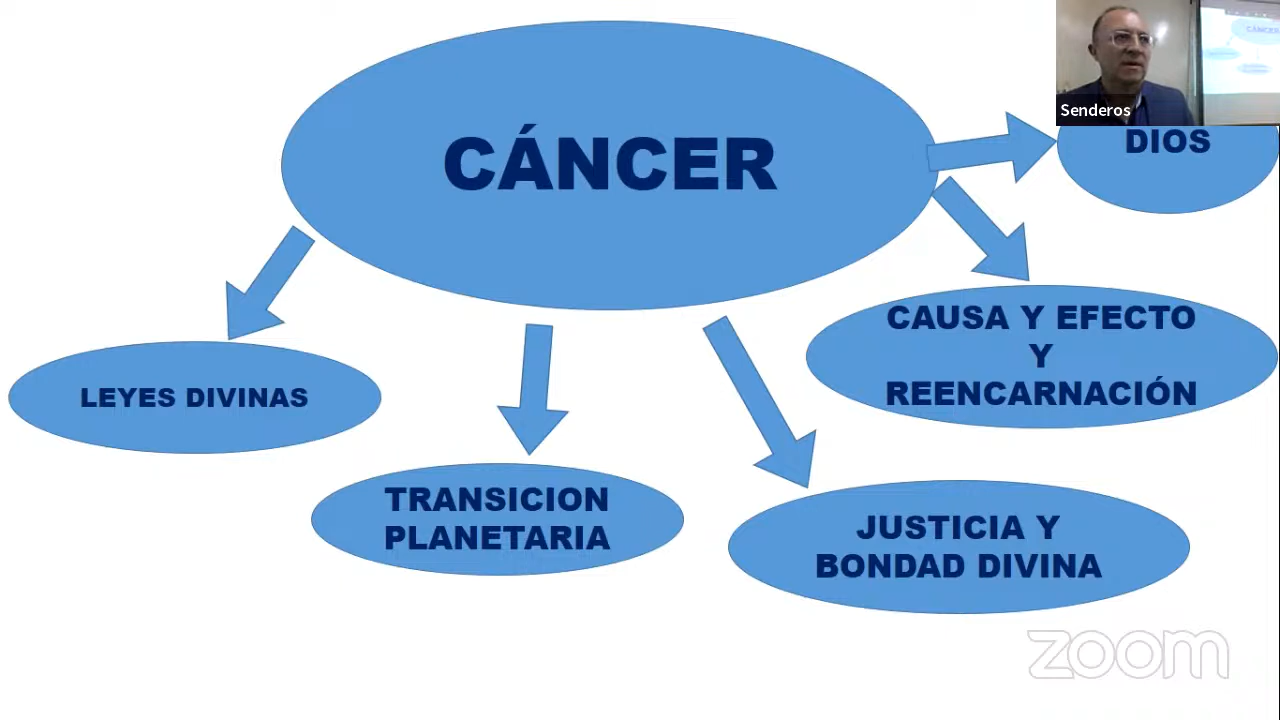 CÁNCER
Senderos
DIOS
CAUSA Y EFECTO
Y
REENCARNACIÓN
LEYES DIVINAS
TRANSICION
PLANETARIA
JUSTICIA Y
BONDAD DIVINA
zoom